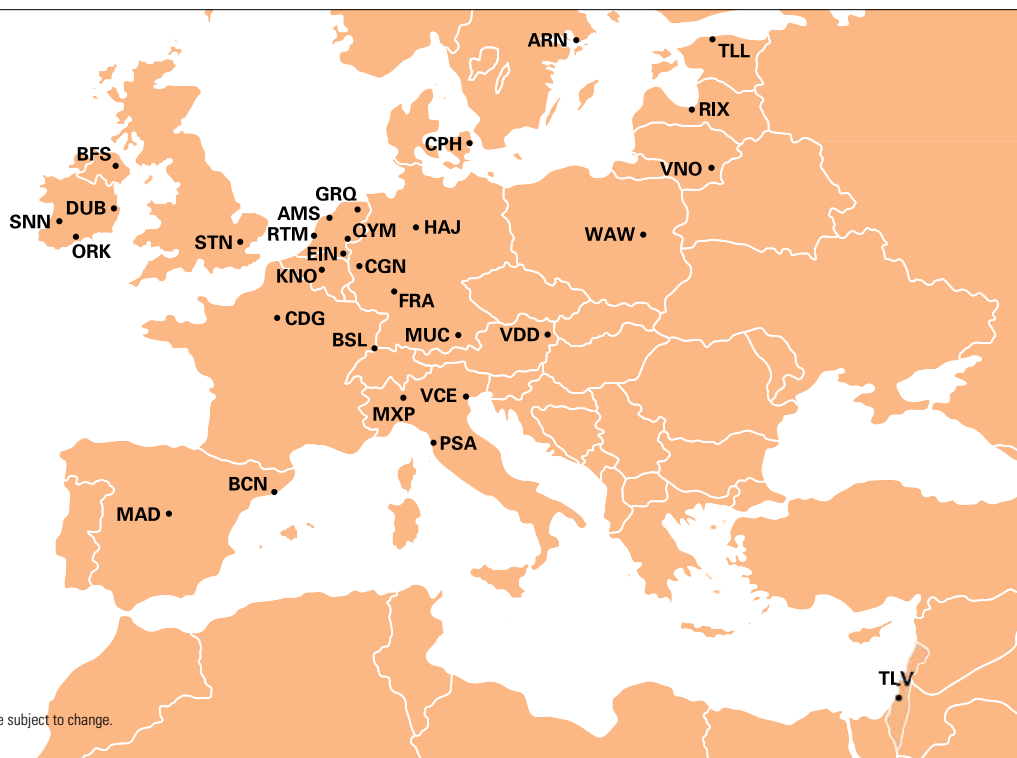 ARN
TLL
RIX
CPH
BFS
VNO
GRQ
DUB
AMS
SNN
HAJ
RTM
QYM
WAW
STN
ORK
EIN
CGN
KNO
FRA
CDG
MUC
VDD
BSL
VCE
MXP
PSA
BCN
MAD
TLV
e subject to change.